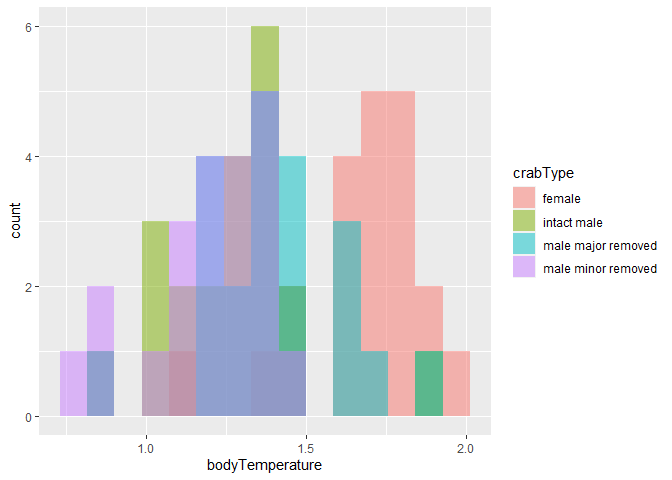 6
4
2
0
count
1.0
1.5
2.0
bodyTemperature
crabType
female
intact male
male major removed
male minor removed